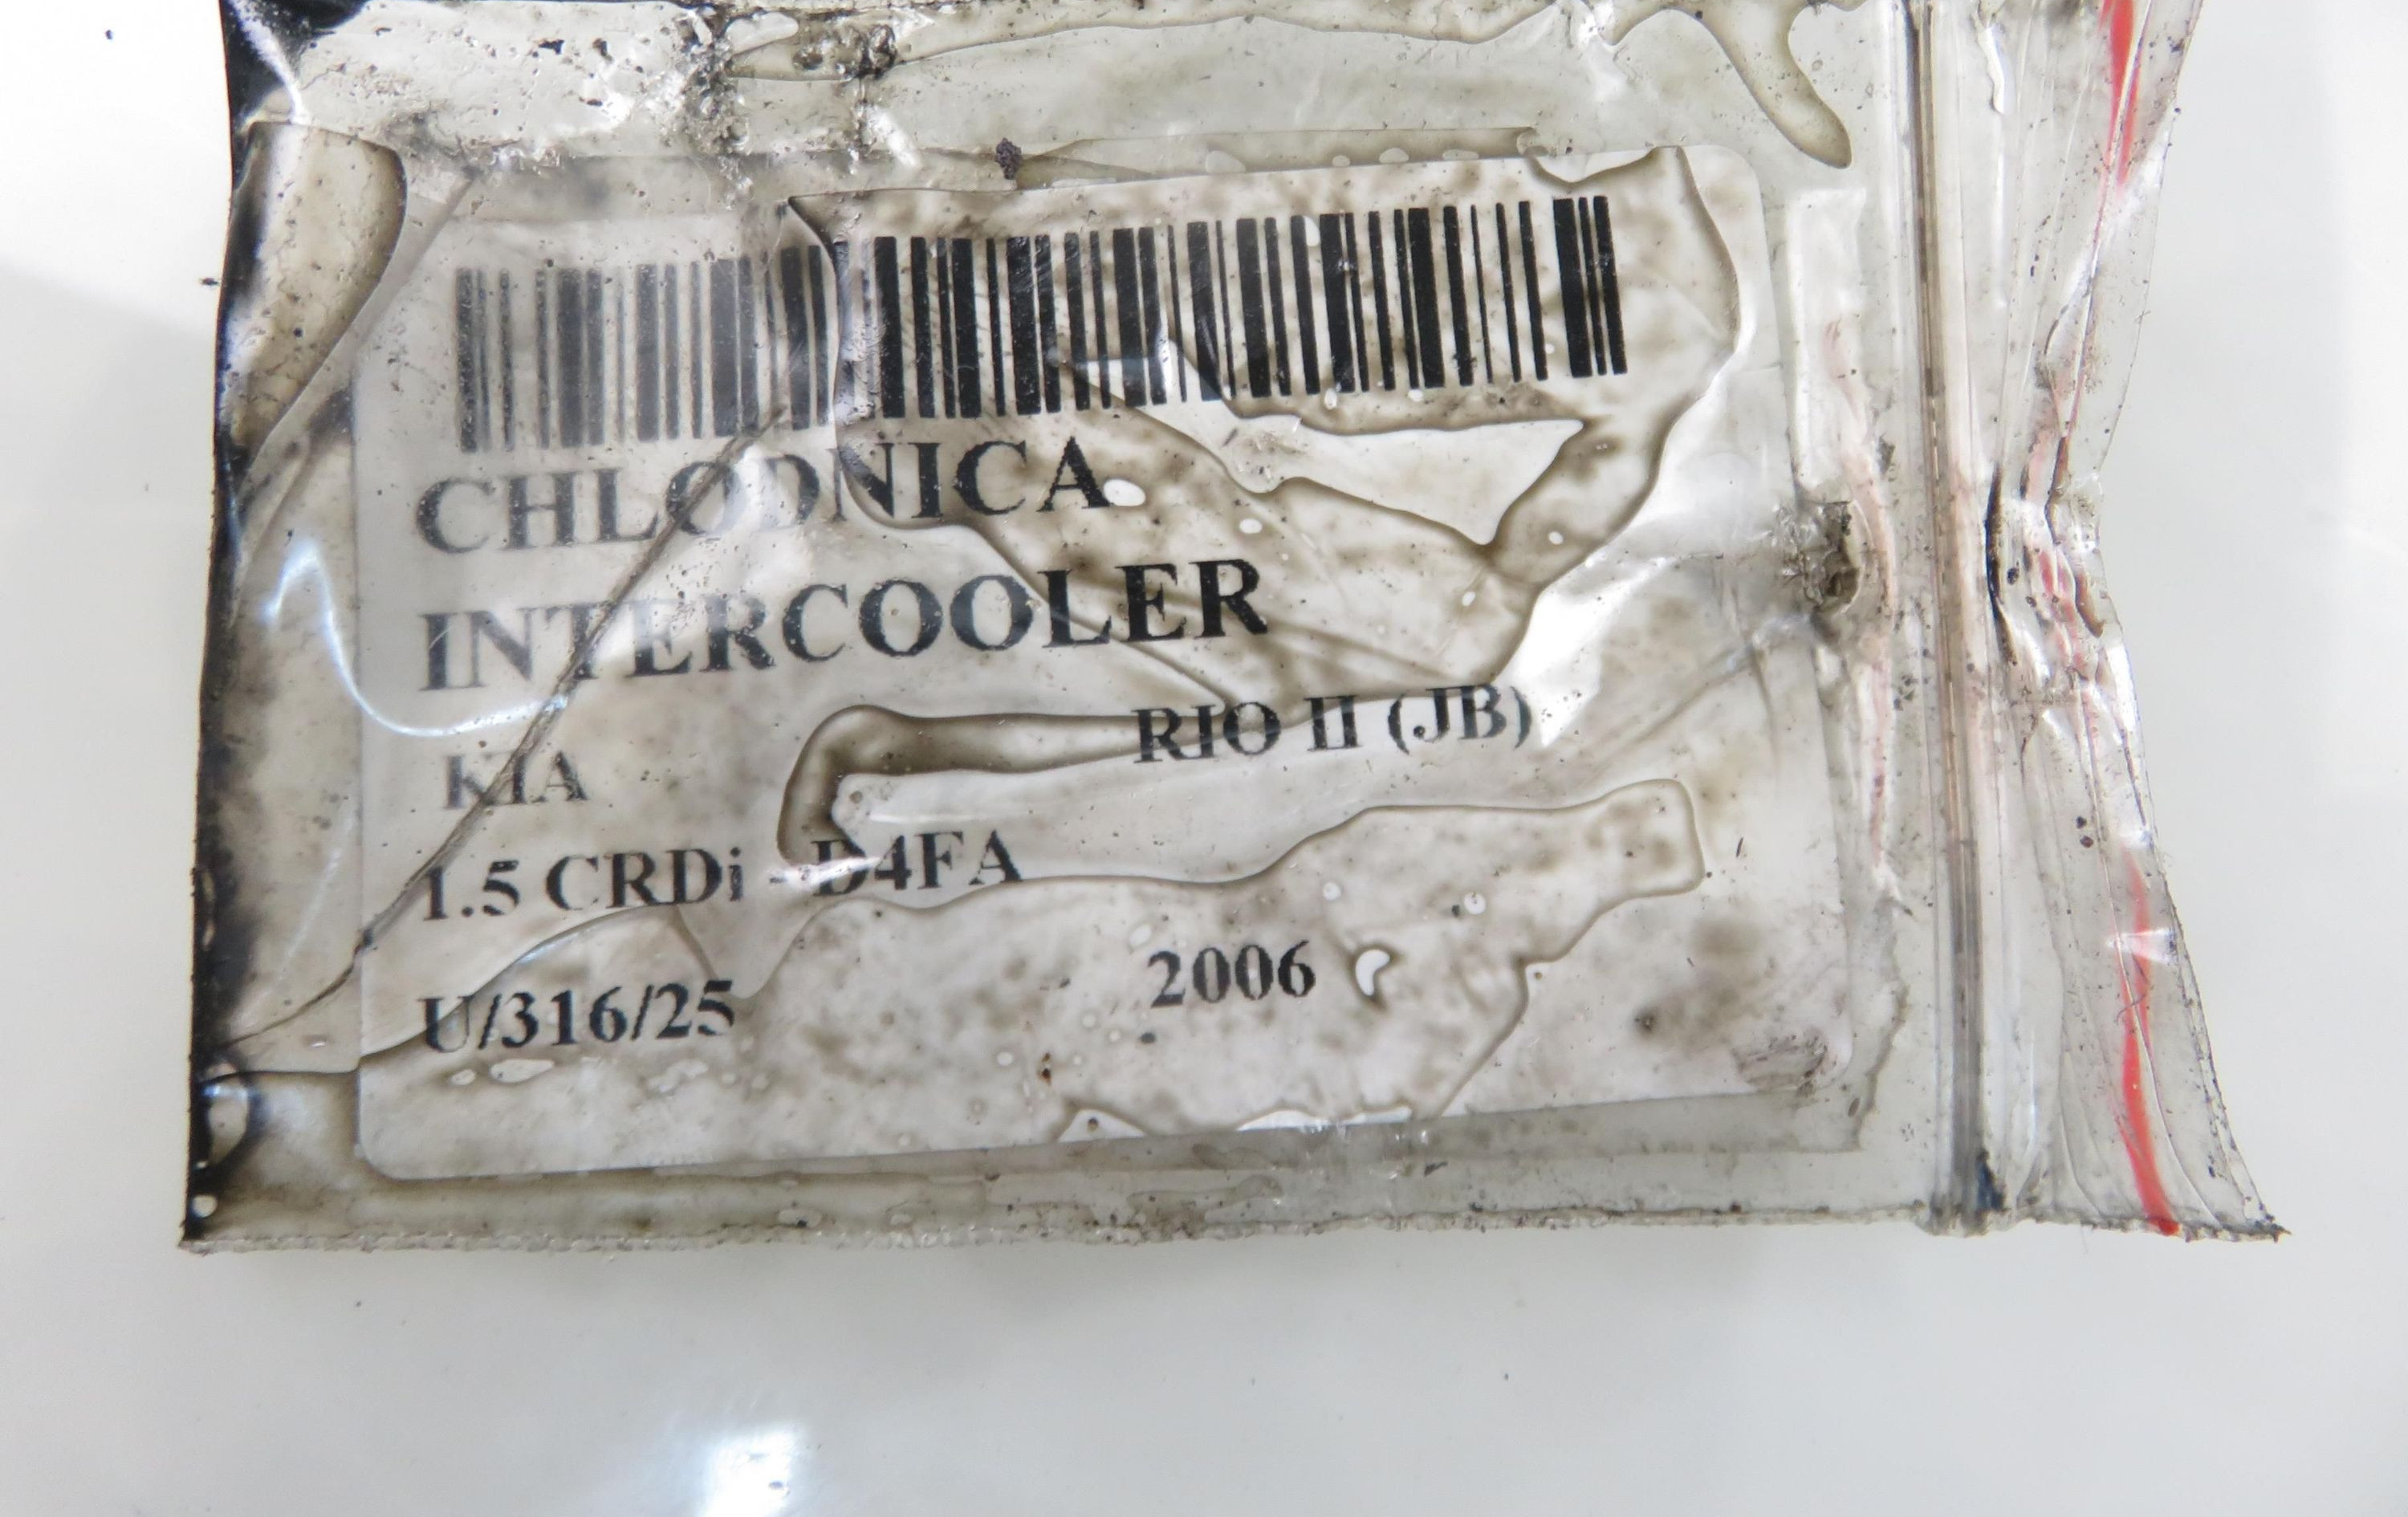 CHLODNICA
INTERCOOLER
KIA RIO II (JB)
1.5 CRDi - D4FA
U/316/25 2006